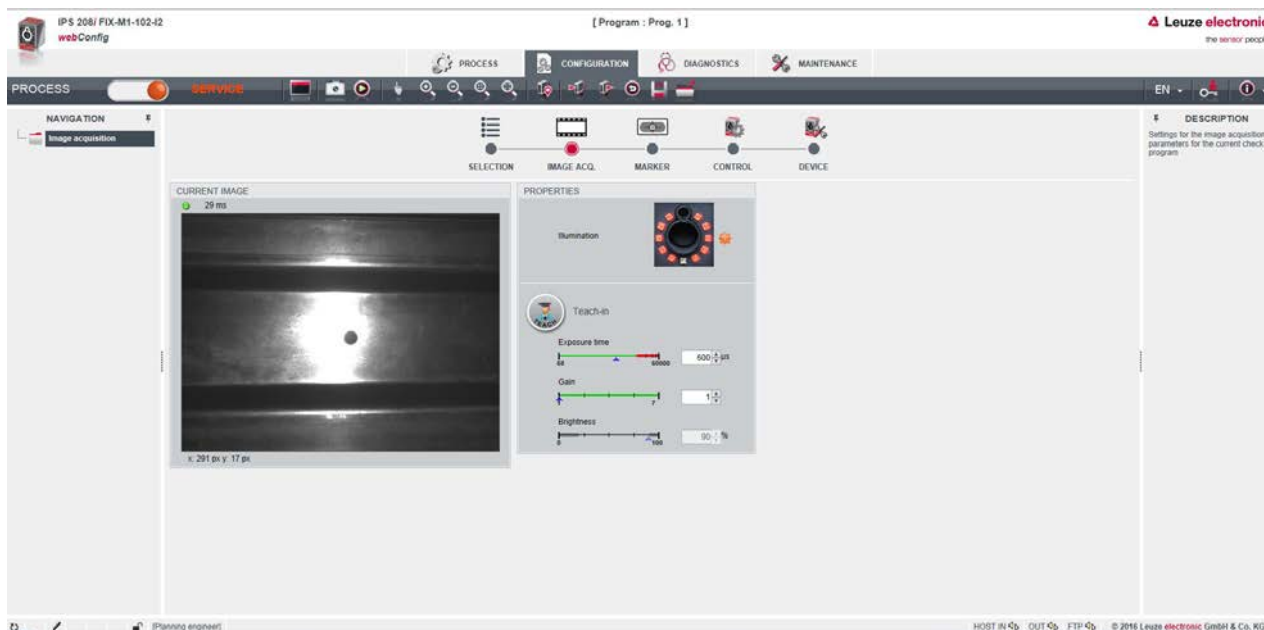 IPS 208i FIX-M1-102-I2
webConfig
[ Program : Prog. 1 ]
Leuze electronic
the sensor people
PROCESS
CONFIGURATION
DIAGNOSTICS
MAINTENANCE
PROCESS
SERVICE
EN
NAVIGATION
Image acquisition
SELECTION
IMAGE ACQ.
MARKER
CONTROL
DEVICE
DESCRIPTION
Settings for the image acquisition
parameters for the current check
program
CURRENT IMAGE
29 ms
x: 291 px y: 17 px
PROPERTIES
Illumination
TEACH
Teach-in
Exposure time
68 60000 600 µs
Gain
1 7 1
Brightness
0 100 90 %
[Planning engineer]
HOST IN OUT FTP © 2016 Leuze electronic GmbH & Co. KG